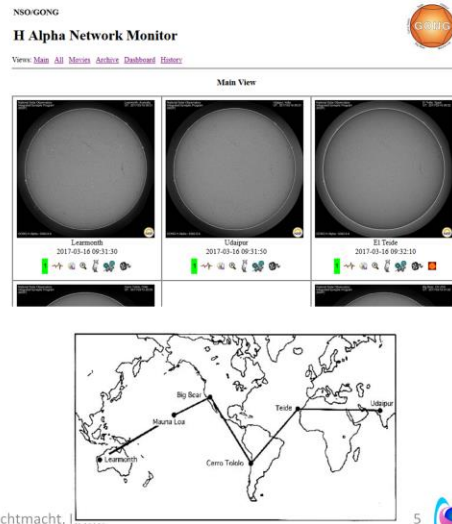 NSO/GONG
GONG
H Alpha Network Monitor
Views: Main All Movies Archive Dashboard History
Main View
Learmonth
2017-03-16 09:31:30
Udaipur
2017-03-16 09:31:50
El Teide
2017-03-16 09:32:10
Big Bear
Mauna Loa
Learmonth
Cerro Tololo
Teide
Udaipur
chtmacht,
5